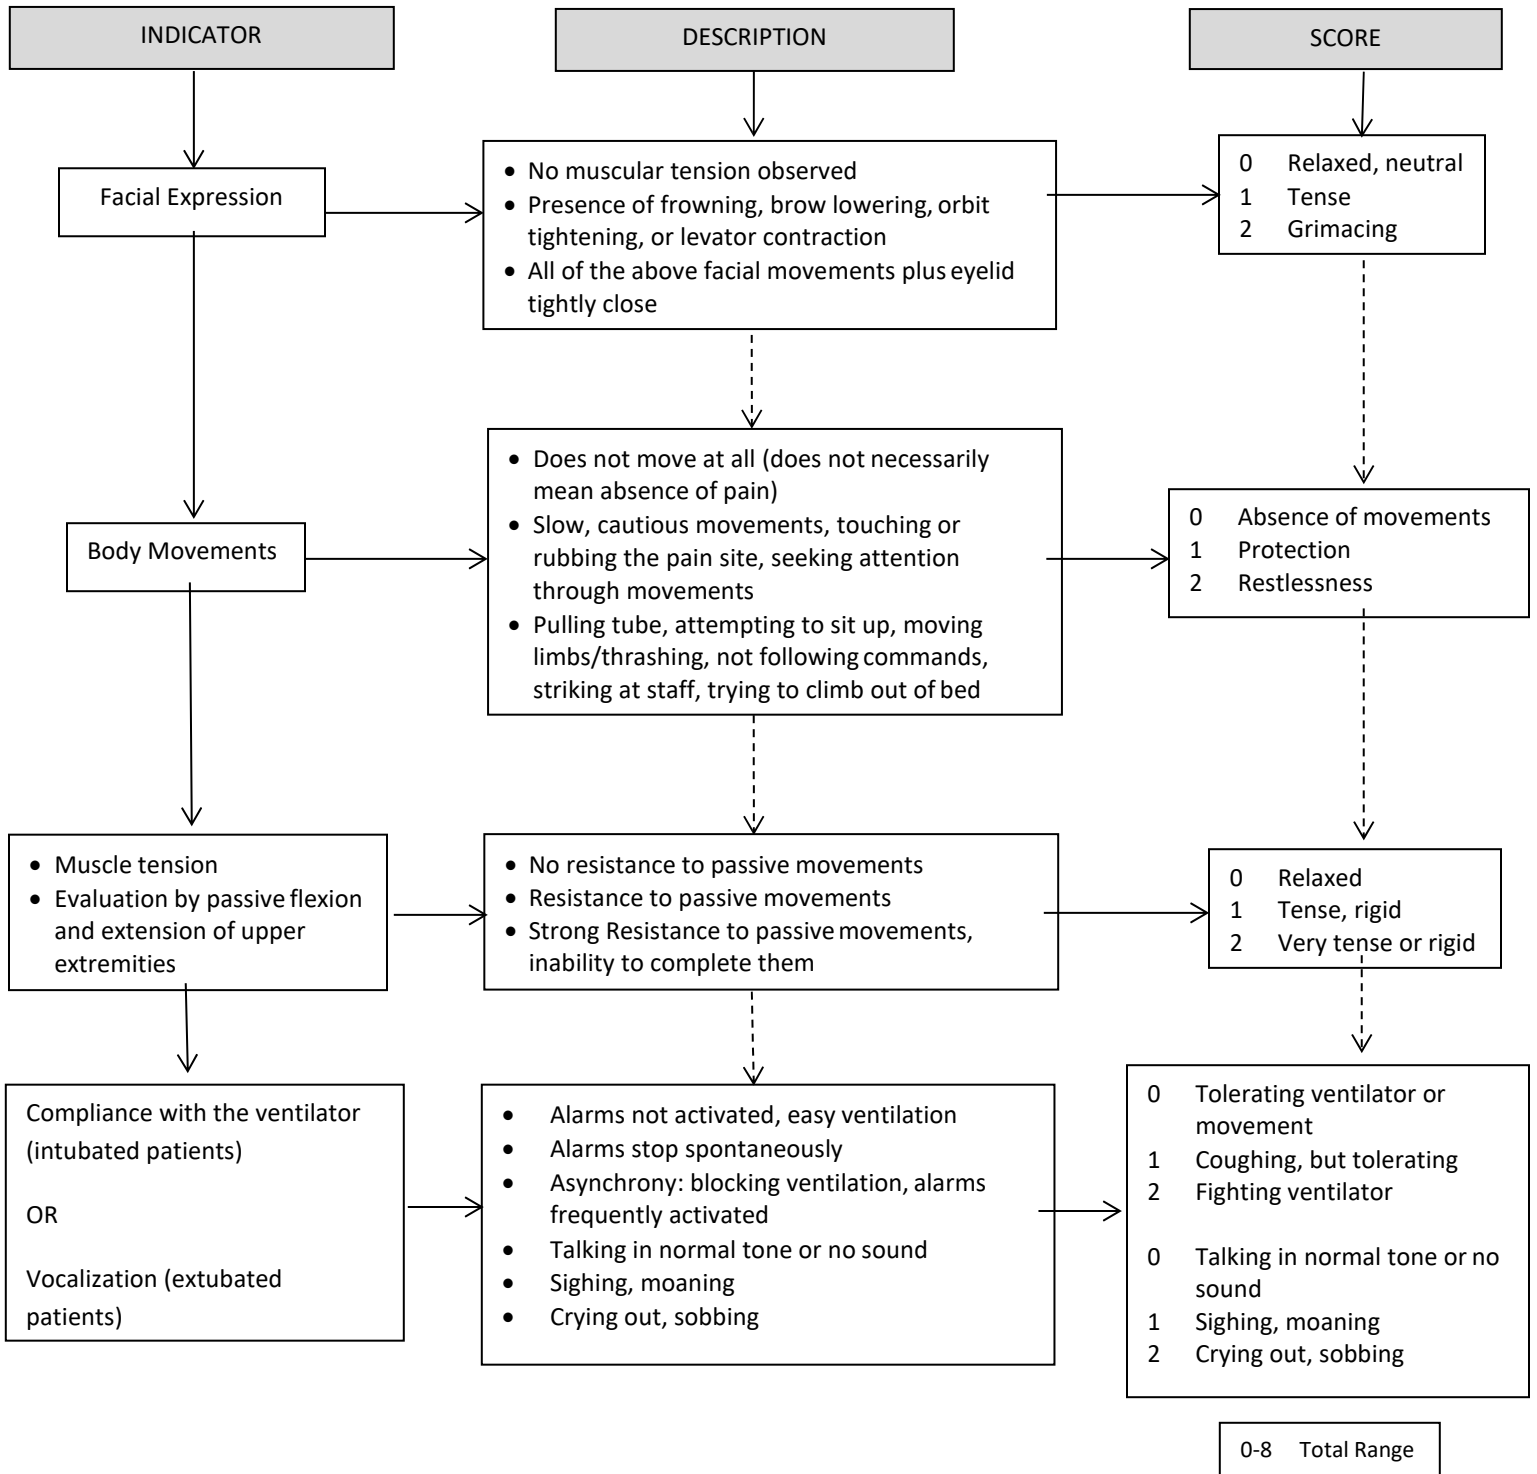 INDICATOR
DESCRIPTION
SCORE
Facial Expression
• No muscular tension observed
• Presence of frowning, brow lowering, orbit
tightening, or levator contraction
• All of the above facial movements plus eyelid
tightly close
0 Relaxed, neutral
1 Tense
2 Grimacing
Body Movements
• Does not move at all (does not necessarily
mean absence of pain)
• Slow, cautious movements, touching or
rubbing the pain site, seeking attention
through movements
• Pulling tube, attempting to sit up, moving
limbs/thrashing, not following commands,
striking at staff, trying to climb out of bed
0 Absence of movements
1 Protection
2 Restlessness
• Muscle tension
• Evaluation by passive flexion
and extension of upper
extremities
• No resistance to passive movements
• Resistance to passive movements
• Strong Resistance to passive movements,
inability to complete them
0 Relaxed
1 Tense, rigid
2 Very tense or rigid
Compliance with the ventilator
(intubated patients)
OR
Vocalization (extubated
patients)
• Alarms not activated, easy ventilation
• Alarms stop spontaneously
• Asynchrony: blocking ventilation, alarms
frequently activated
• Talking in normal tone or no sound
• Sighing, moaning
• Crying out, sobbing
0 Tolerating ventilator or
movement
1 Coughing, but tolerating
2 Fighting ventilator
0 Talking in normal tone or no
sound
1 Sighing, moaning
2 Crying out, sobbing
0-8 Total Range